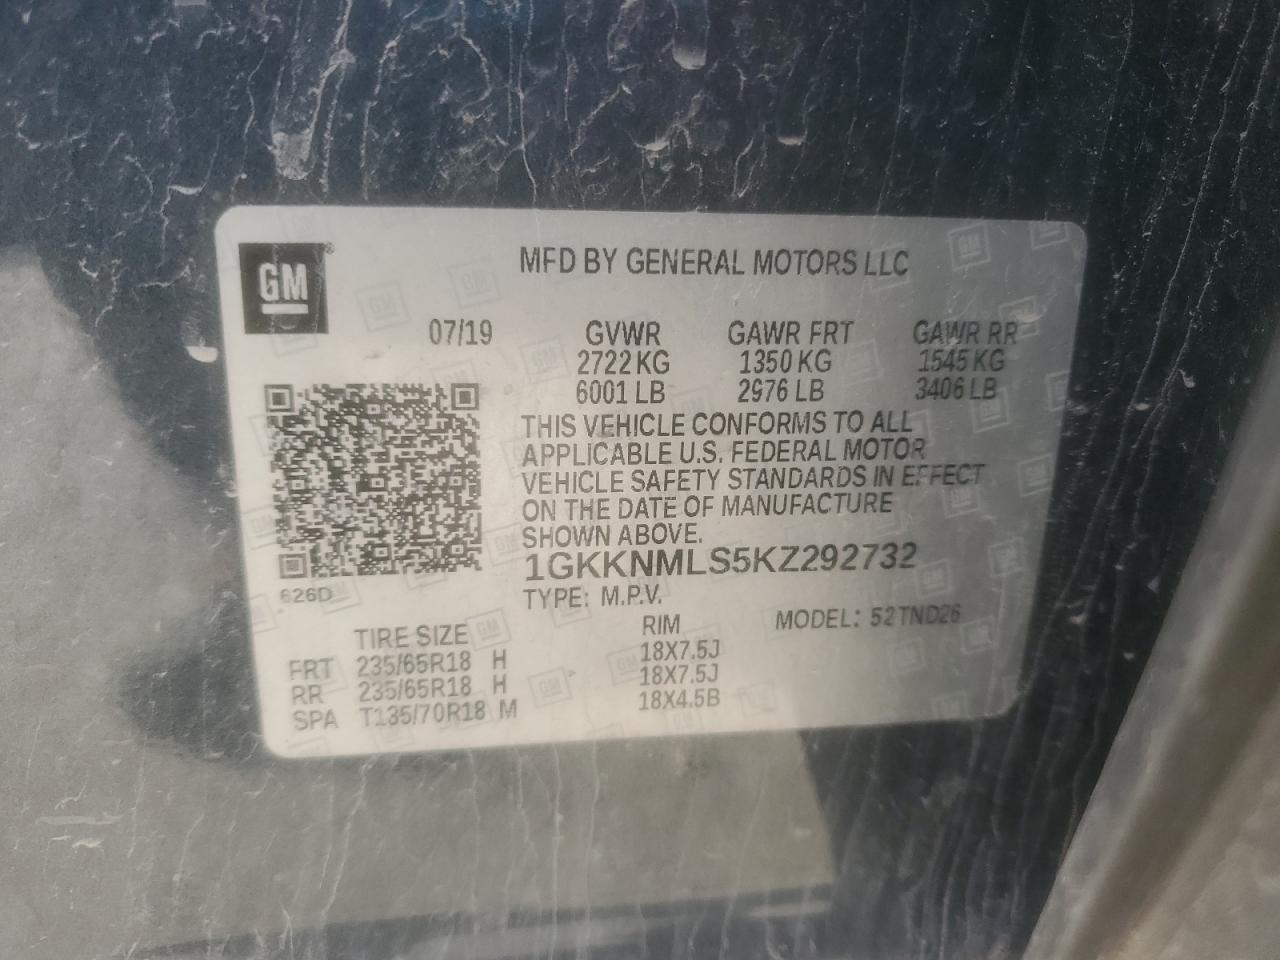 GM
MFD BY GENERAL MOTORS LLC
07/19 GVWR GAWR FRT GAWR RR
2722 KG 1350 KG 1545 KG
6001 LB 2976 LB 3406 LB
THIS VEHICLE CONFORMS TO ALL
APPLICABLE U.S. FEDERAL MOTOR
VEHICLE SAFETY STANDARDS IN EFFECT
ON THE DATE OF MANUFACTURE
SHOWN ABOVE.
1GKKNMLS5KZ292732
626D
TYPE: M.P.V.
MODEL: 52TND26
TIRE SIZE RIM
FRT 235/65R18 H 18X7.5J
RR 235/65R18 H 18X7.5J
SPA T135/70R18 M 18X4.5B